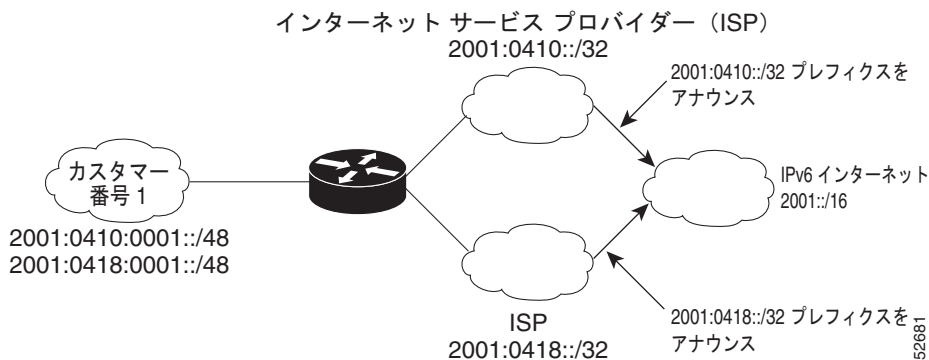 インターネット サービス プロバイダー（ISP）
2001:0410::/32
2001:0410::/32 プレフィクスを
アナウンス
カスタマー
番号 1
IPv6 インターネット
2001::/16
2001:0410:0001::/48
2001:0418:0001::/48
ISP
2001:0418::/32
2001:0418::/32 プレフィクスを
アナウンス
52681